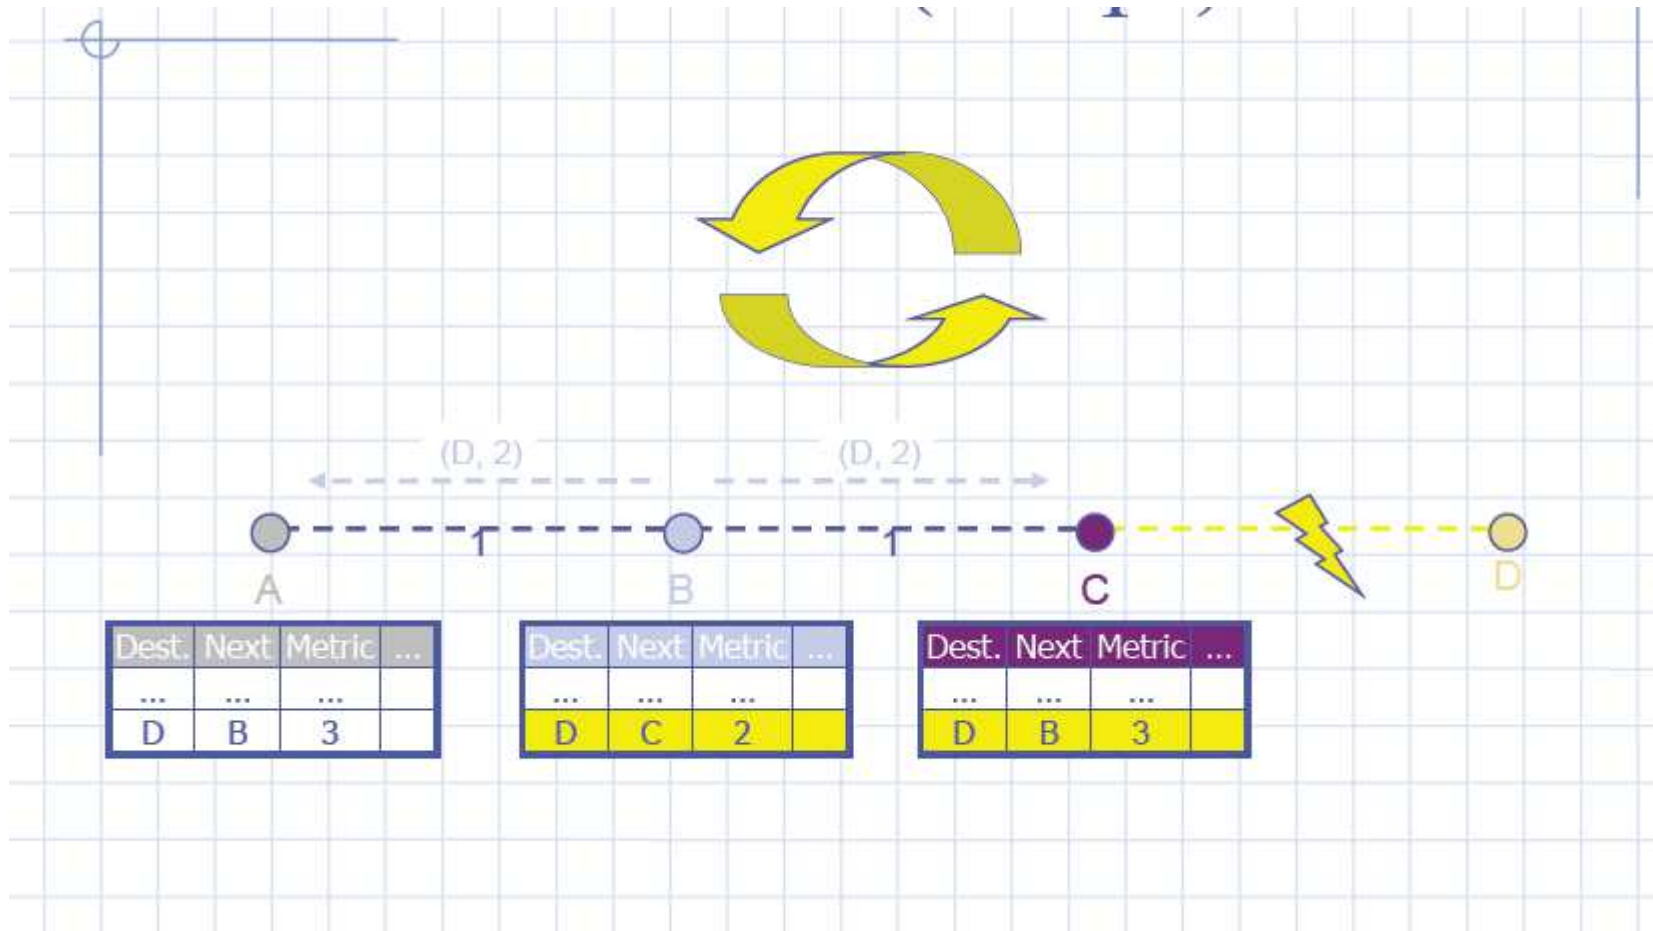 (D, 2) (D, 2)
1 1
A B C D
Dest. Next Metric ...
... ... ...
D B 3
Dest. Next Metric ...
... ... ...
D C 2
Dest. Next Metric ...
... ... ...
D B 3